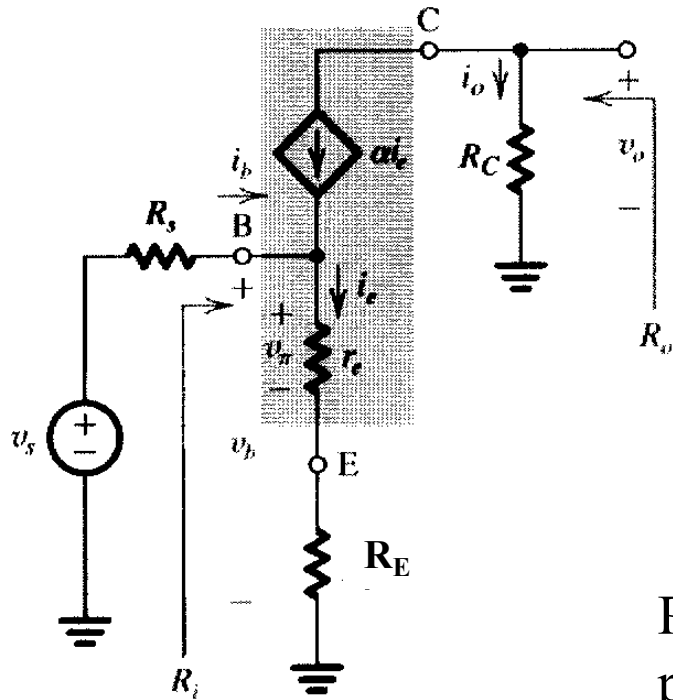 C
i_o
+
αi_e
R_C
v_o
i_b
−
R_s
B
+
i_e
+
v_π
r_e
−
R_o
+
−
v_s
v_b
E
R_E
−
R_i